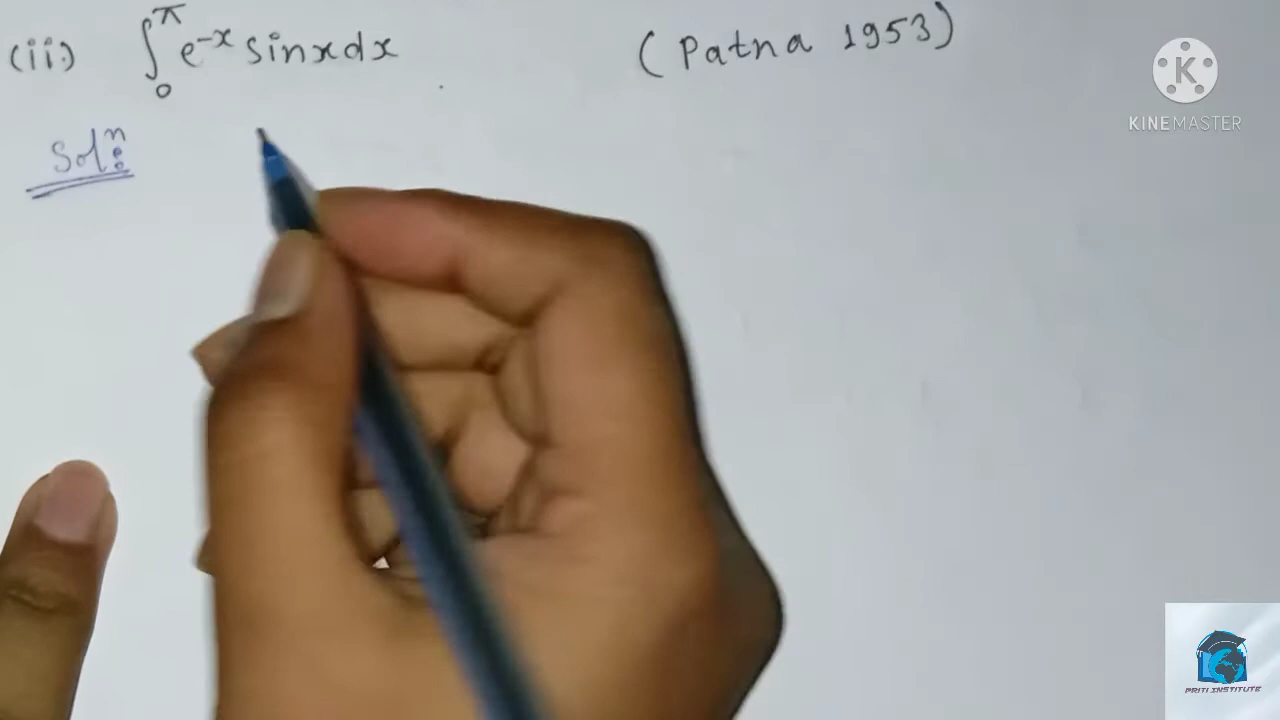 (ii) ∫₀^π e⁻ˣ sinx dx (Patna 1953)
Solⁿ:
K
KINEMASTER
PRITI INSTITUTE